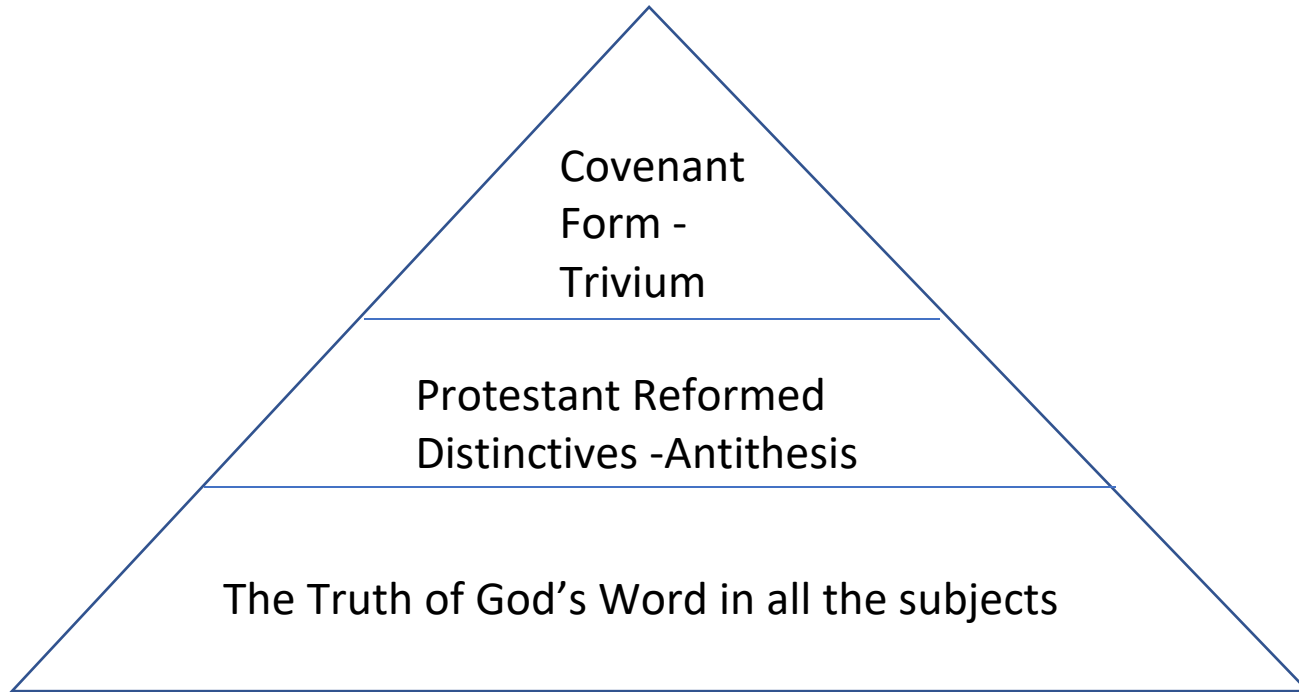 Covenant
Form -
Trivium
Protestant Reformed
Distinctives -Antithesis
The Truth of God’s Word in all the subjects